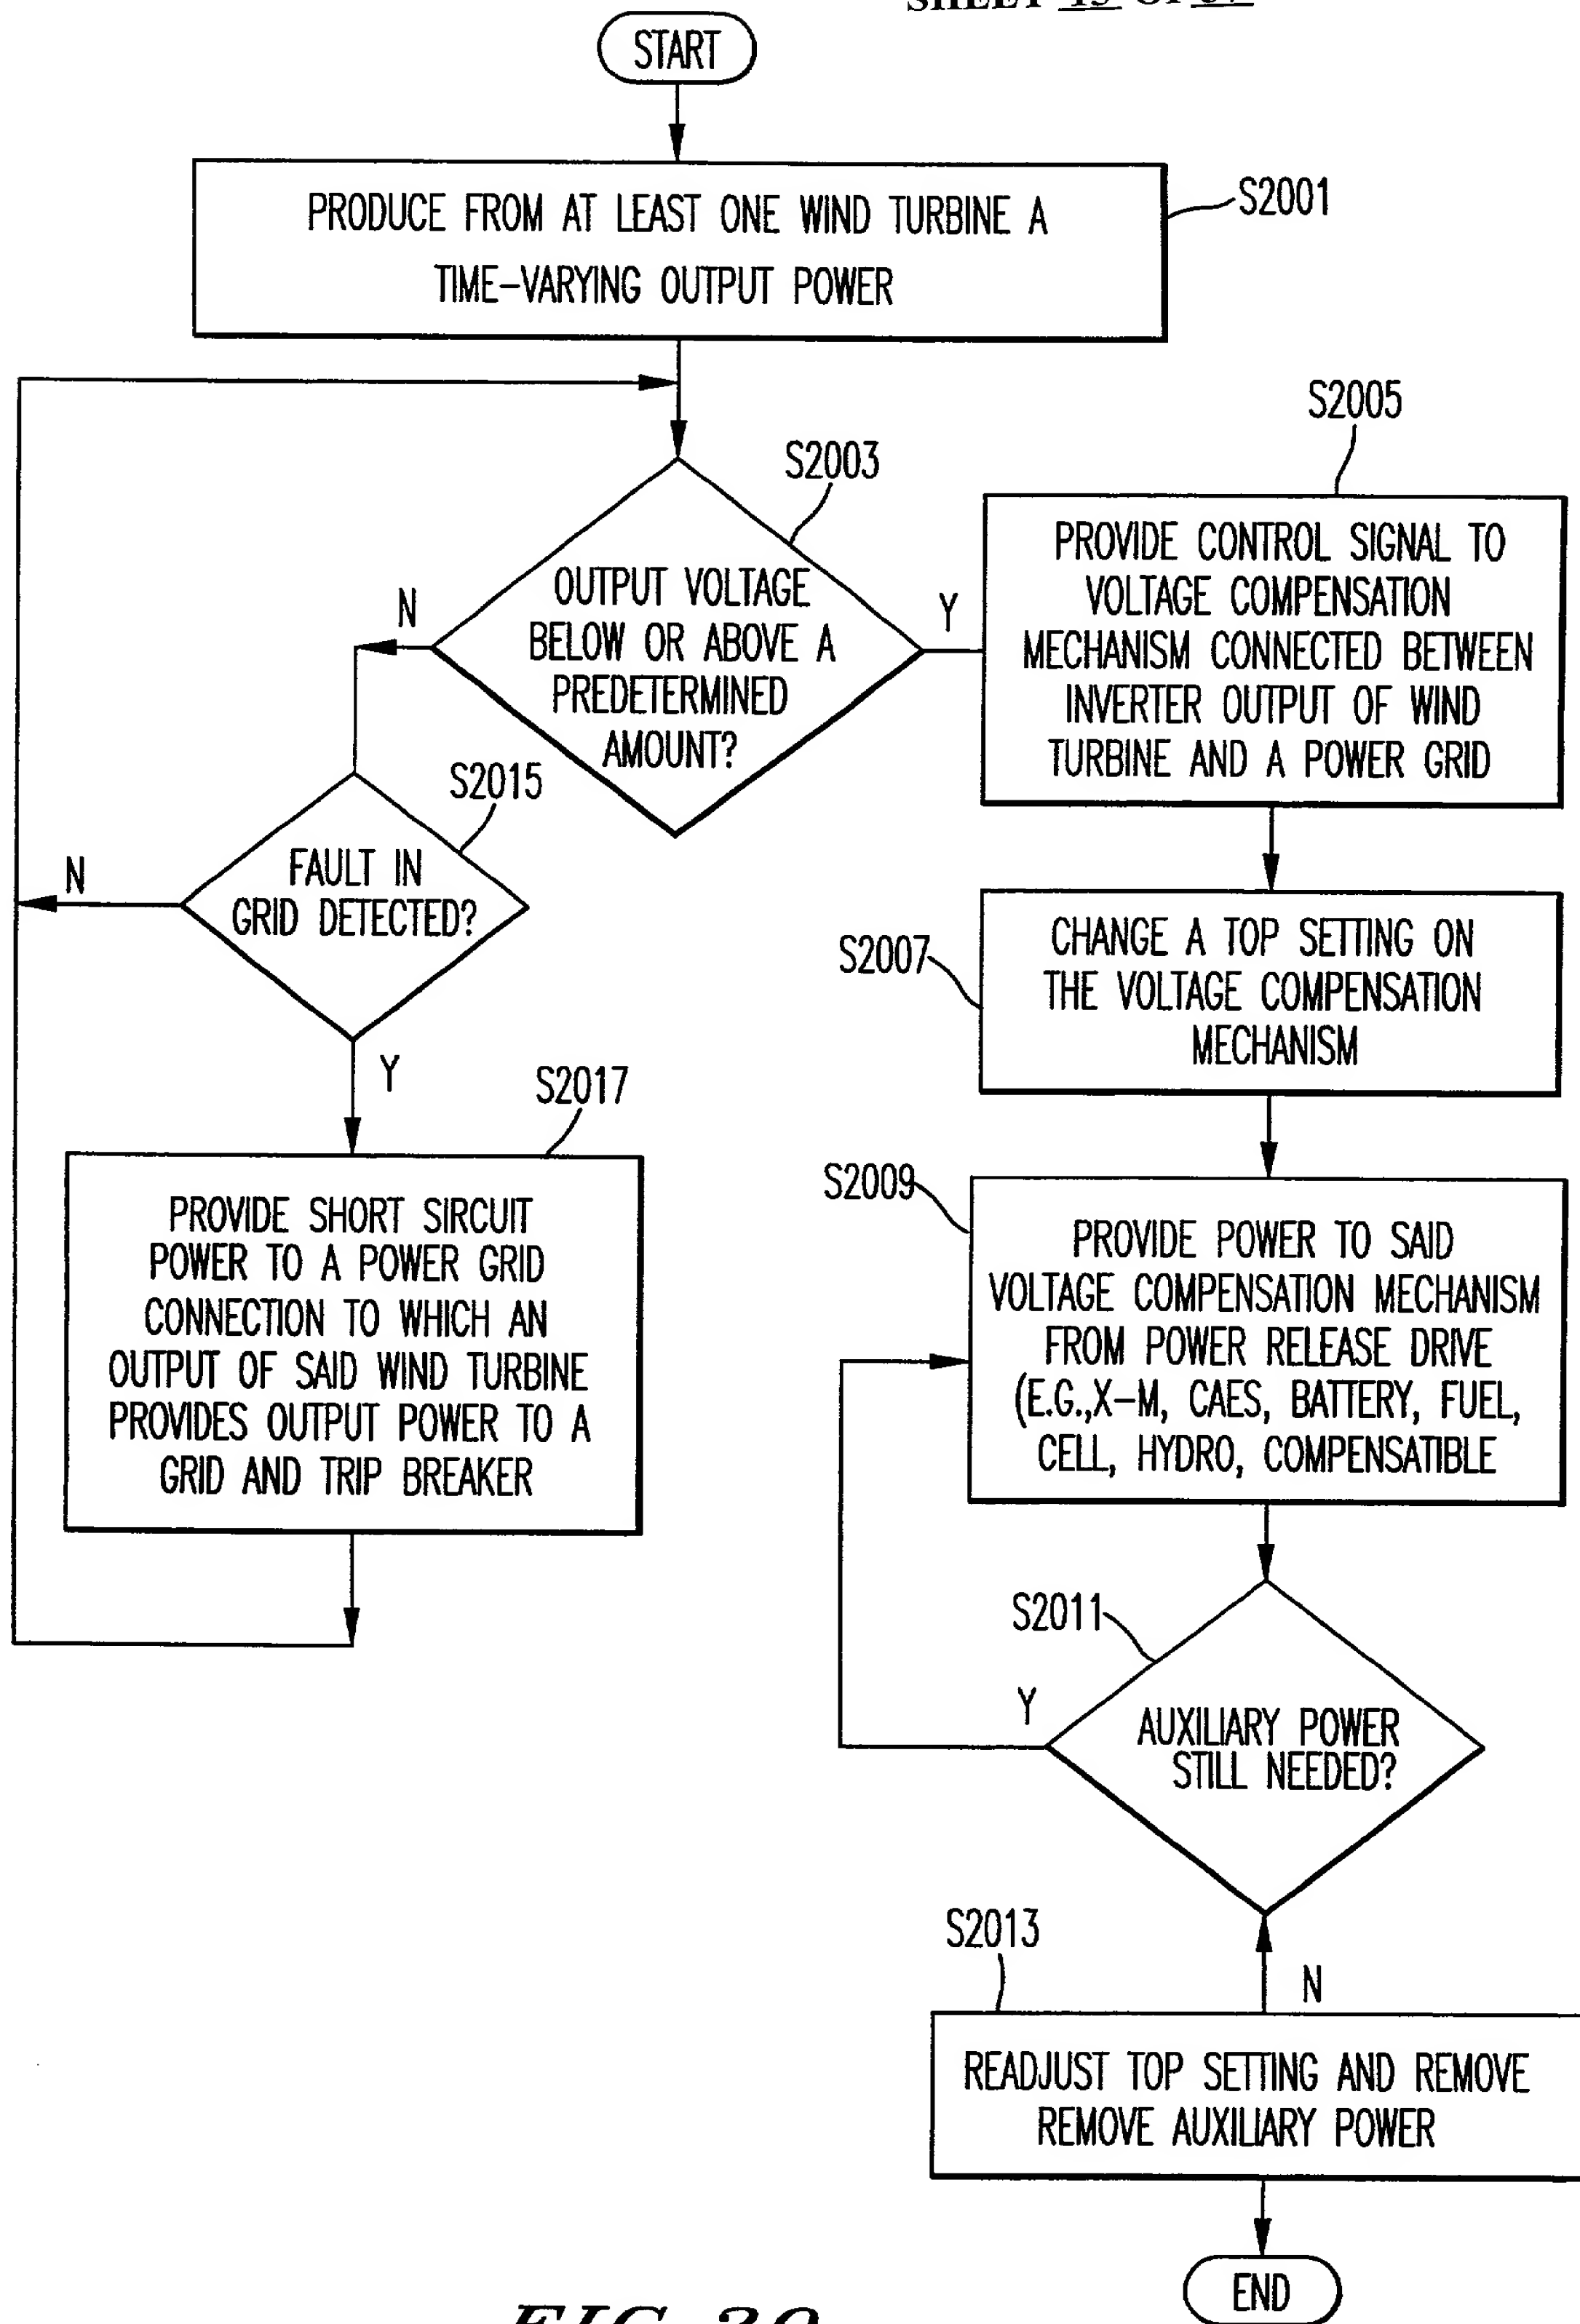 START
PRODUCE FROM AT LEAST ONE WIND TURBINE A
TIME-VARYING OUTPUT POWER
S2001
S2003
OUTPUT VOLTAGE
BELOW OR ABOVE A
PREDETERMINED
AMOUNT?
N
Y
S2005
PROVIDE CONTROL SIGNAL TO
VOLTAGE COMPENSATION
MECHANISM CONNECTED BETWEEN
INVERTER OUTPUT OF WIND
TURBINE AND A POWER GRID
S2015
FAULT IN
GRID DETECTED?
N
Y
S2007
CHANGE A TOP SETTING ON
THE VOLTAGE COMPENSATION
MECHANISM
S2017
PROVIDE SHORT SIRCUIT
POWER TO A POWER GRID
CONNECTION TO WHICH AN
OUTPUT OF SAID WIND TURBINE
PROVIDES OUTPUT POWER TO A
GRID AND TRIP BREAKER
S2009
PROVIDE POWER TO SAID
VOLTAGE COMPENSATION MECHANISM
FROM POWER RELEASE DRIVE
(E.G.,X-M, CAES, BATTERY, FUEL,
CELL, HYDRO, COMPENSATIBLE
S2011
Y
AUXILIARY POWER
STILL NEEDED?
S2013
N
READJUST TOP SETTING AND REMOVE
REMOVE AUXILIARY POWER
END